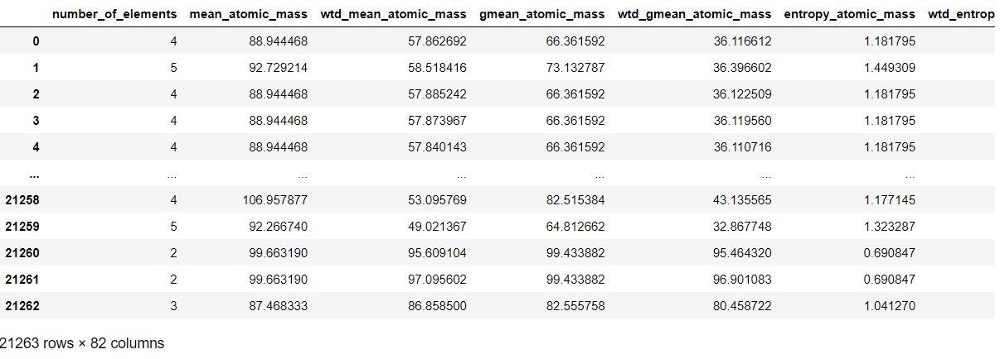 number_of_elements mean_atomic_mass wtd_mean_atomic_mass gmean_atomic_mass wtd_gmean_atomic_mass entropy_atomic_mass wtd_entrop
0 4 88.944468 57.862692 66.361592 36.116612 1.181795
1 5 92.729214 58.518416 73.132787 36.396602 1.449309
2 4 88.944468 57.885242 66.361592 36.122509 1.181795
3 4 88.944468 57.873967 66.361592 36.119560 1.181795
4 4 88.944468 57.840143 66.361592 36.110716 1.181795
... ... ... ... ... ... ...
21258 4 106.957877 53.095769 82.515384 43.135565 1.177145
21259 5 92.266740 49.021367 64.812662 32.867748 1.323287
21260 2 99.663190 95.609104 99.433882 95.464320 0.690847
21261 2 99.663190 97.095602 99.433882 96.901083 0.690847
21262 3 87.468333 86.858500 82.555758 80.458722 1.041270
21263 rows × 82 columns